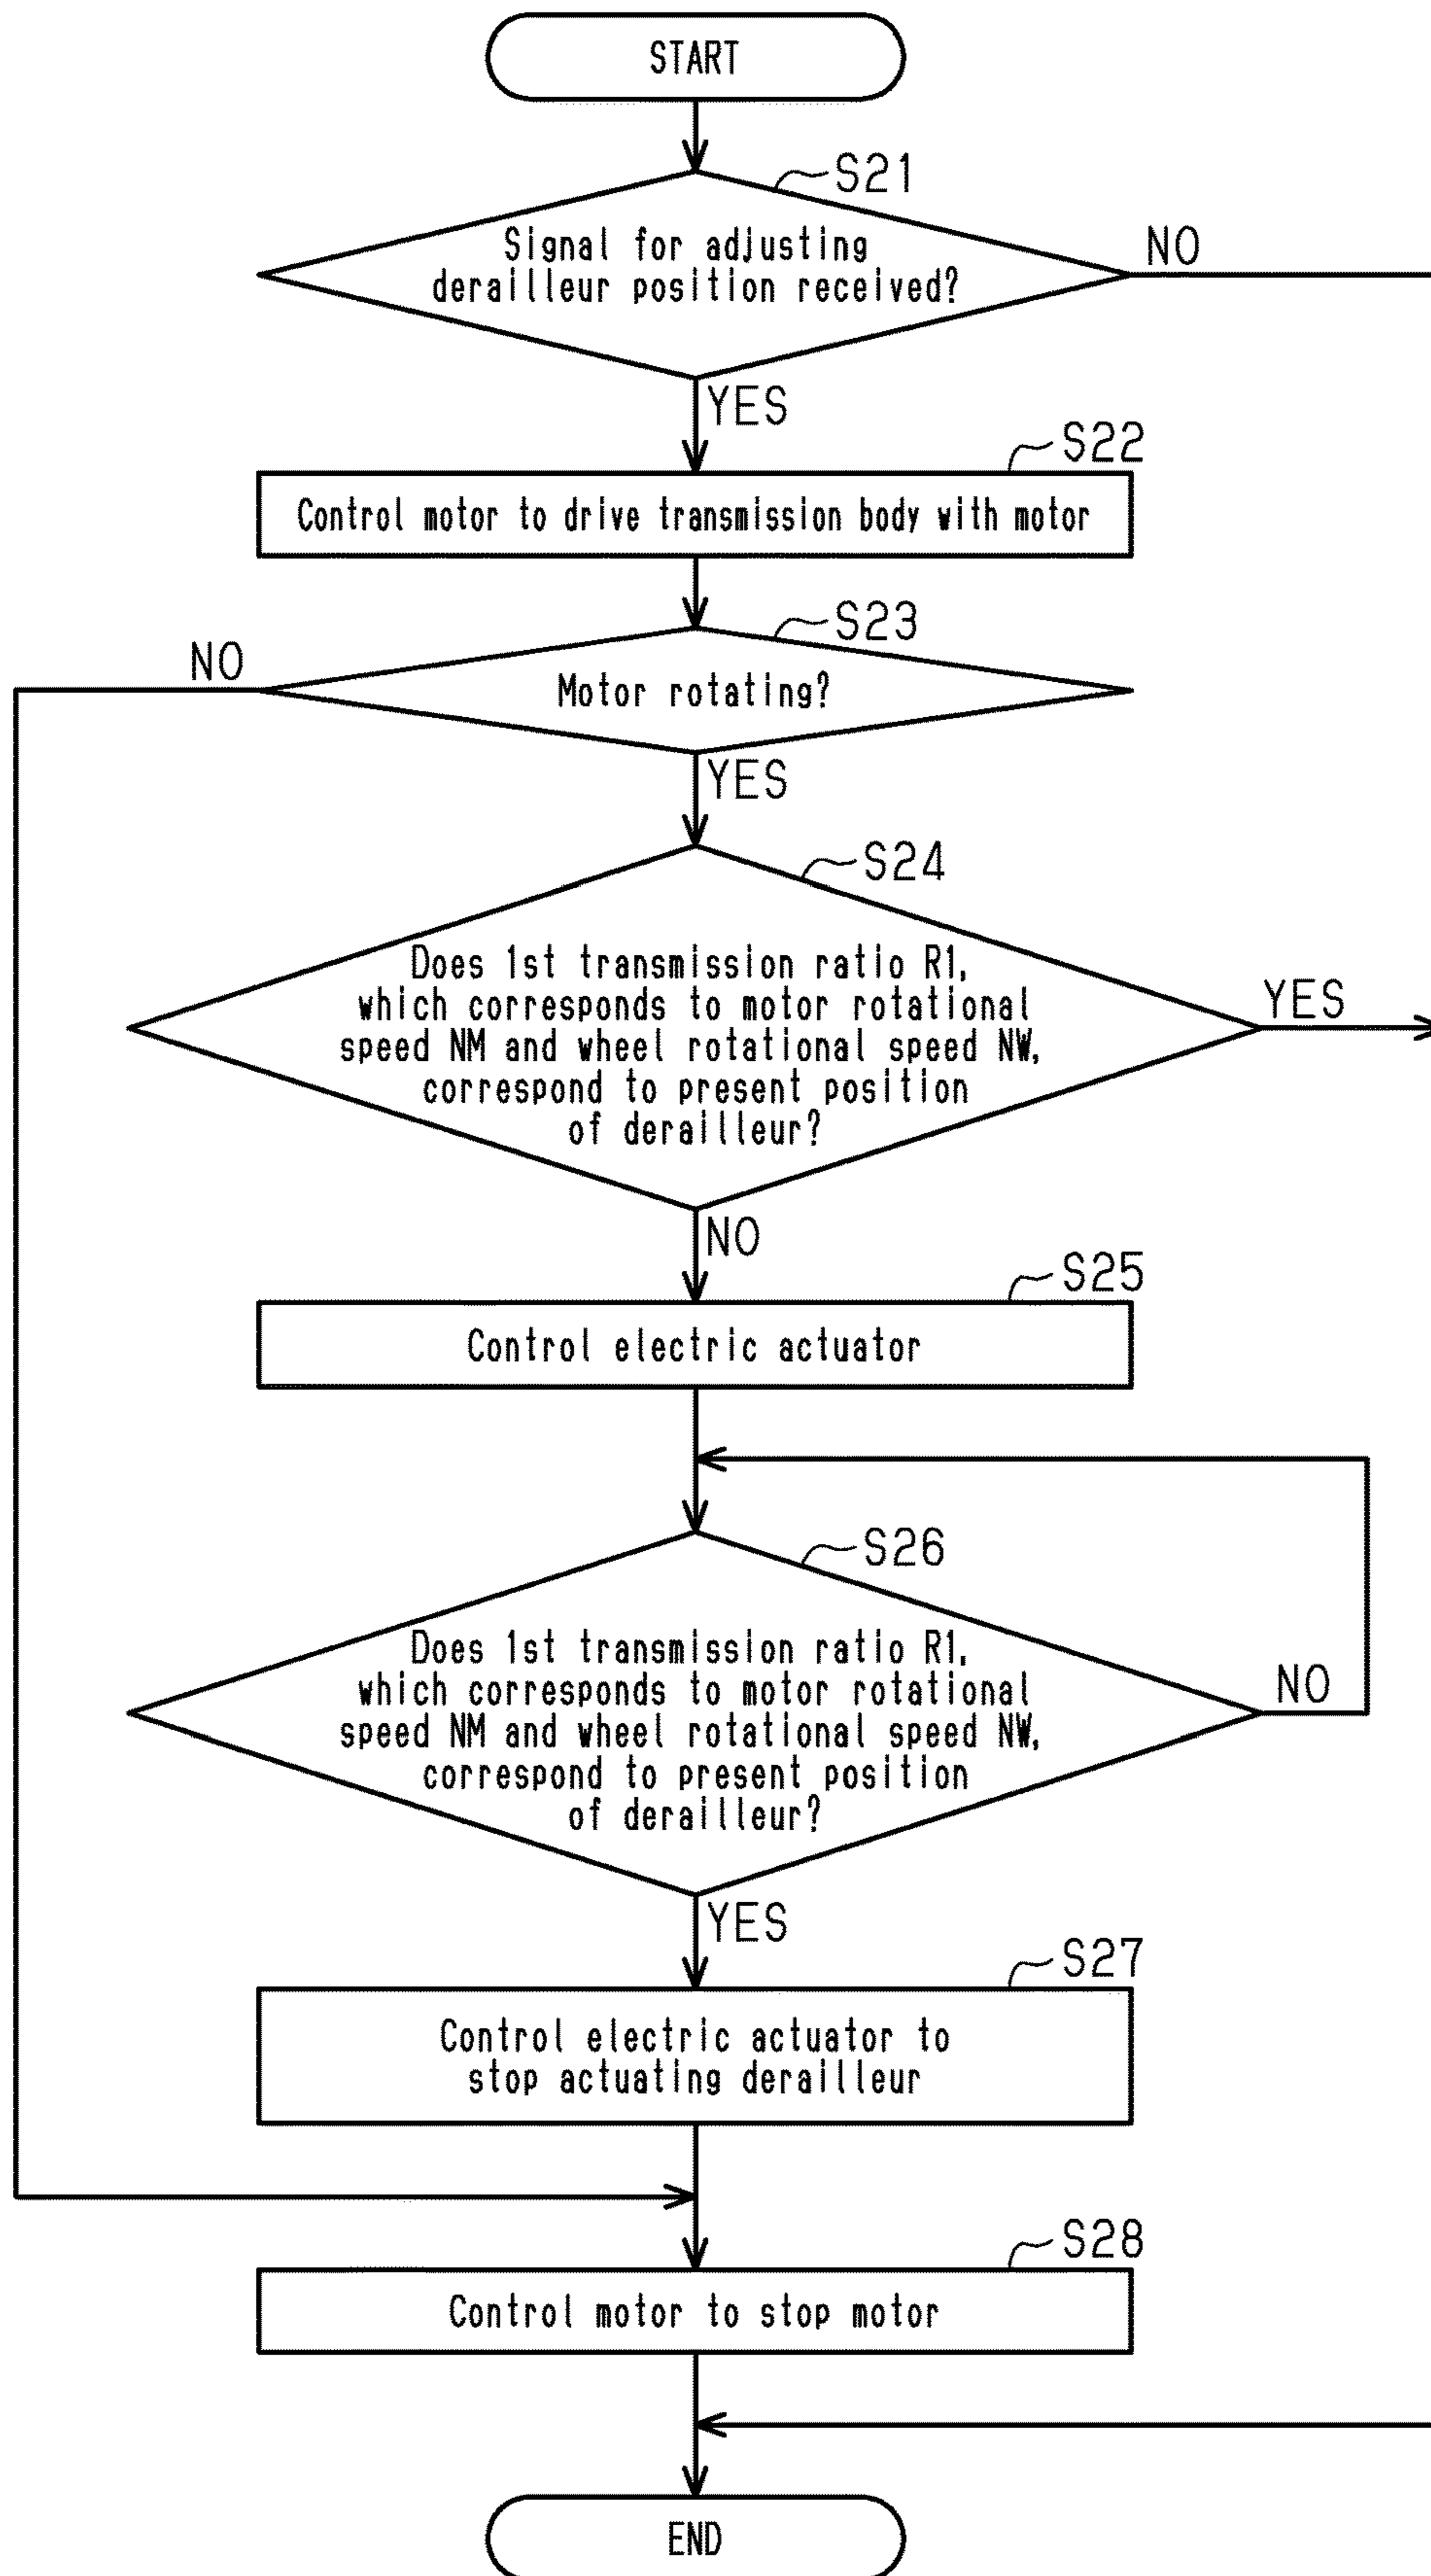 START
S21
Signal for adjusting
derailleur position received?
NO
YES
S22
Control motor to drive transmission body with motor
S23
NO
Motor rotating?
YES
S24
Does 1st transmission ratio R1,
which corresponds to motor rotational
speed NM and wheel rotational speed NW,
correspond to present position
of derailleur?
YES
NO
S25
Control electric actuator
S26
Does 1st transmission ratio R1,
which corresponds to motor rotational
speed NM and wheel rotational speed NW,
correspond to present position
of derailleur?
NO
YES
S27
Control electric actuator to
stop actuating derailleur
S28
Control motor to stop motor
END